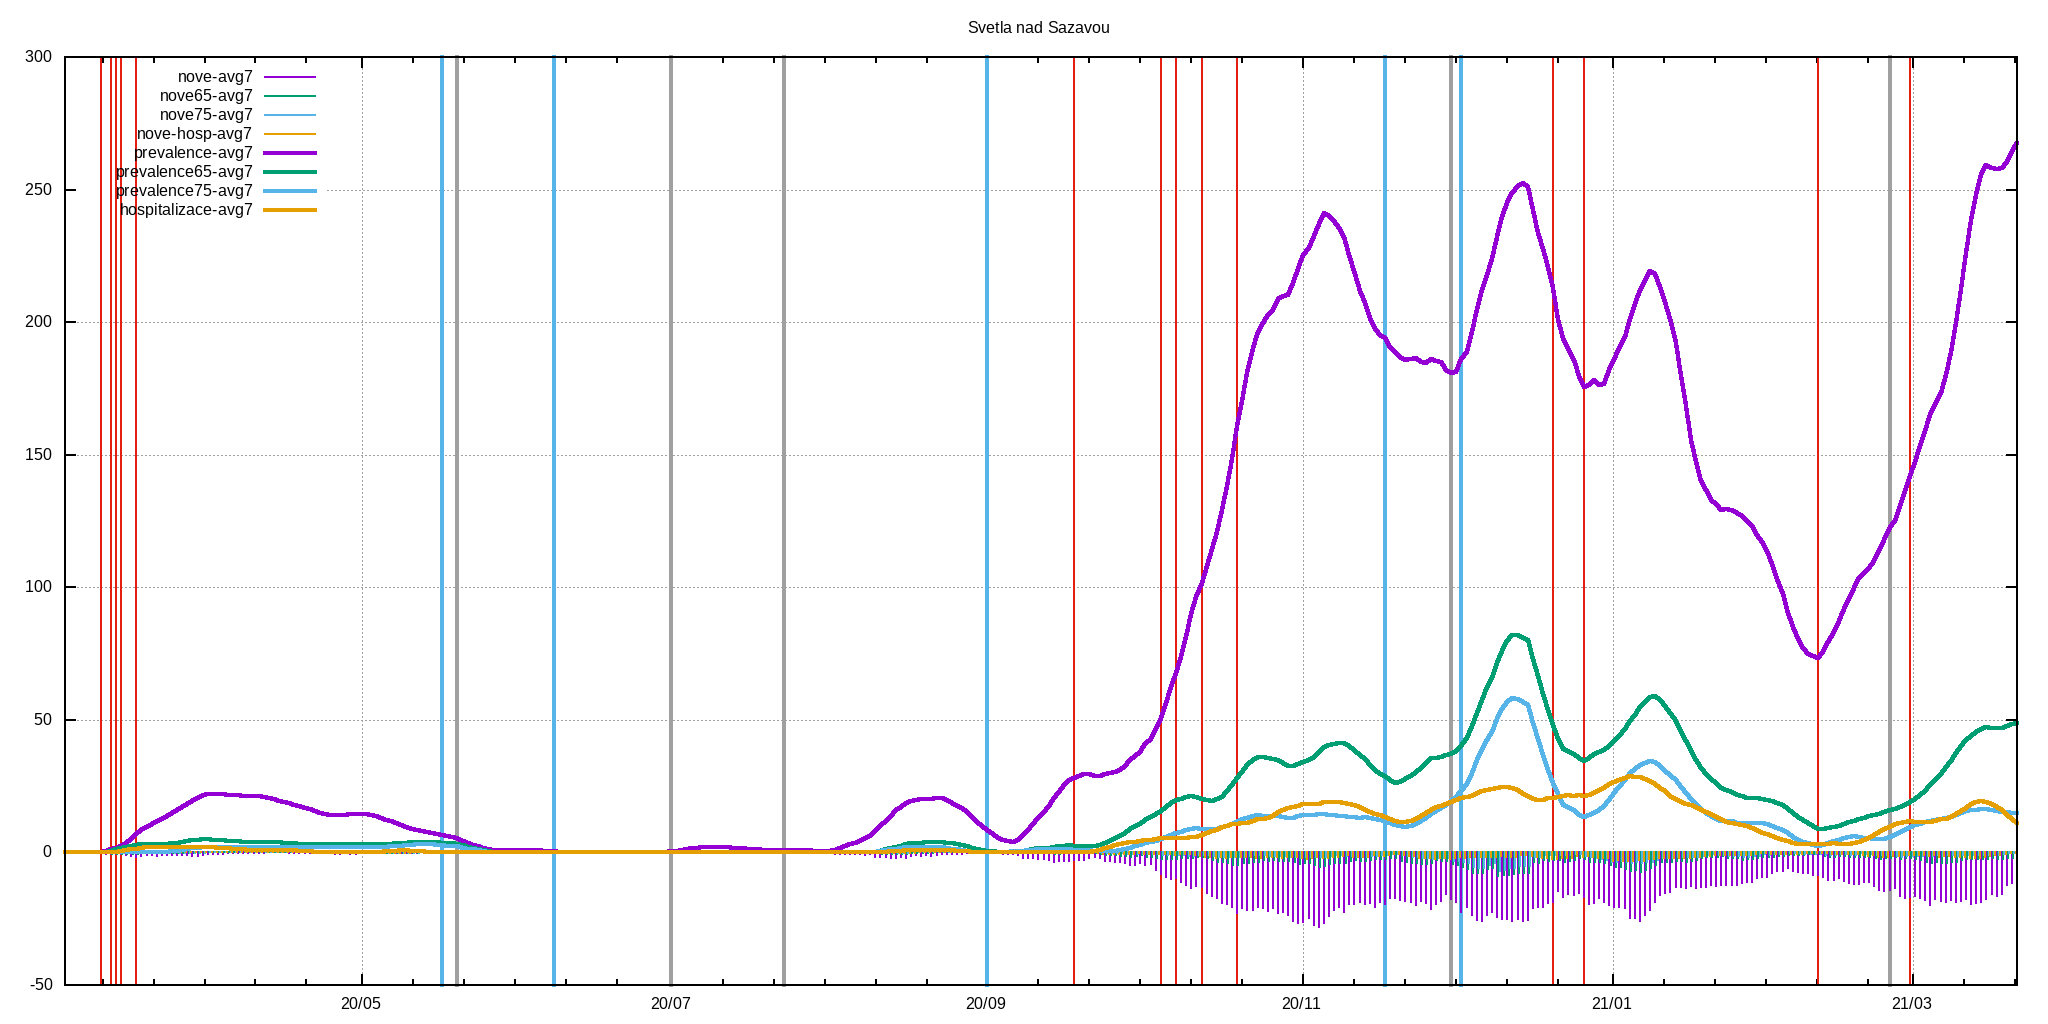 Svetla nad Sazavou
300
250
200
150
100
50
0
-50
nove-avg7
nove65-avg7
nove75-avg7
nove-hosp-avg7
prevalence-avg7
prevalence65-avg7
prevalence75-avg7
hospitalizace-avg7
20/05
20/07
20/09
20/11
21/01
21/03